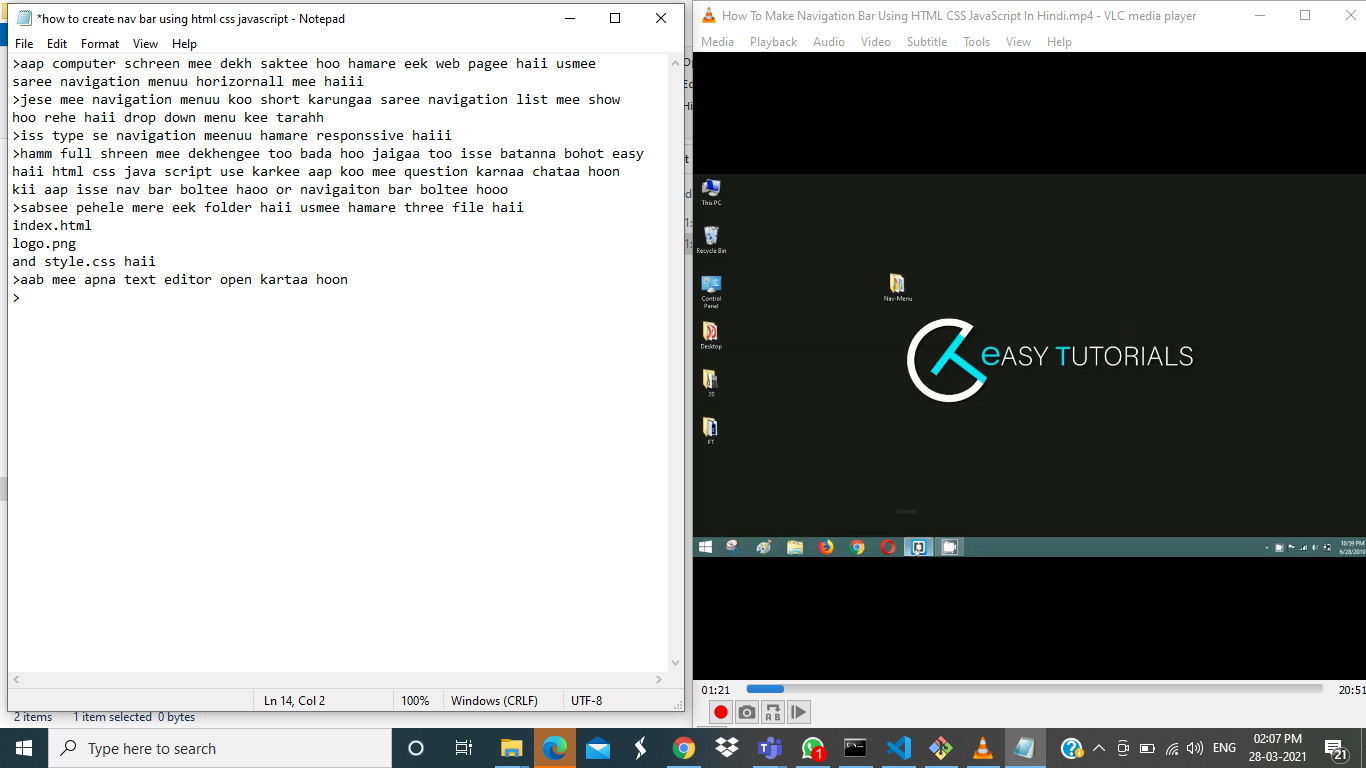 *how to create nav bar using html css javascript - Notepad
File Edit Format View Help
>aap computer schreen mee dekh saktee hoo hamare eek web pagee haii usmee
saree navigation menuu horizornall mee haiii
>jese mee navigation menuu koo short karungaa saree navigation list mee show
hoo rehe haii drop down menu kee tarahh
>iss type se navigation meenuu hamare responssive haiii
>hamm full shreen mee dekhengee too bada hoo jaigaa too isse batanna bohot easy
haii html css java script use karkee aap koo mee question karnaa chataa hoon
kii aap isse nav bar boltee haoo or navigaiton bar boltee hooo
>sabsee pehele mere eek folder haii usmee hamare three file haii
index.html
logo.png
and style.css haii
>aab mee apna text editor open kartaa hoon
>
Ln 14, Col 2 100% Windows (CRLF) UTF-8
2 items 1 item selected 0 bytes
How To Make Navigation Bar Using HTML CSS JavaScript In Hindi.mp4 - VLC media player
Media Playback Audio Video Subtitle Tools View Help
This PC
Recycle Bin
Control
Panel
Desktop
20
FT
Nav-Menu
eASY TUTORIALS
10:59 PM
6/28/2019
01:21 20:51
Type here to search
1
ENG
02:07 PM
28-03-2021
21